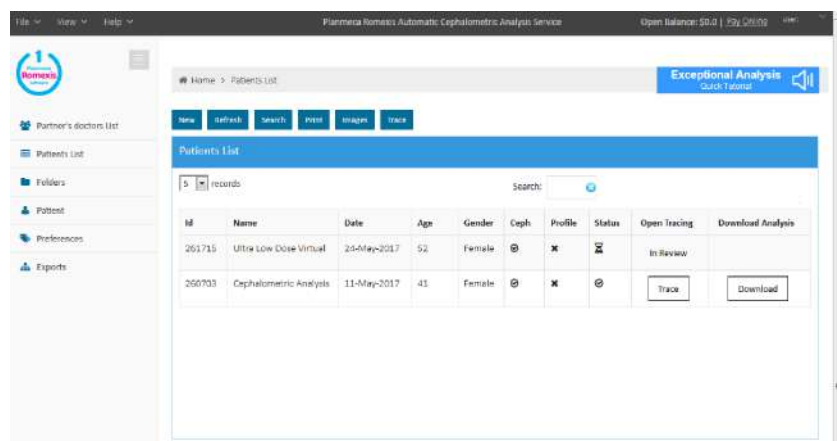 File View Help Planmeca Romexis Automatic Cephalometric Analysis Service Open Balance: $0.0 | Pay Online user:
1
Romexis
Exceptional Analysis
Quick Tutorial
Home > Patients List
New Refresh Search Print Images Trace
Partner's doctors List
Patients List
Folders
Patient
Preferences
Exports
Patients List
5 records Search:
Id Name Date Age Gender Ceph Profile Status Open Tracing Download Analysis
261715 Ultra Low Dose Virtual 24-May-2017 52 Female In Review
260703 Cephalometric Analysis 11-May-2017 41 Female Trace Download